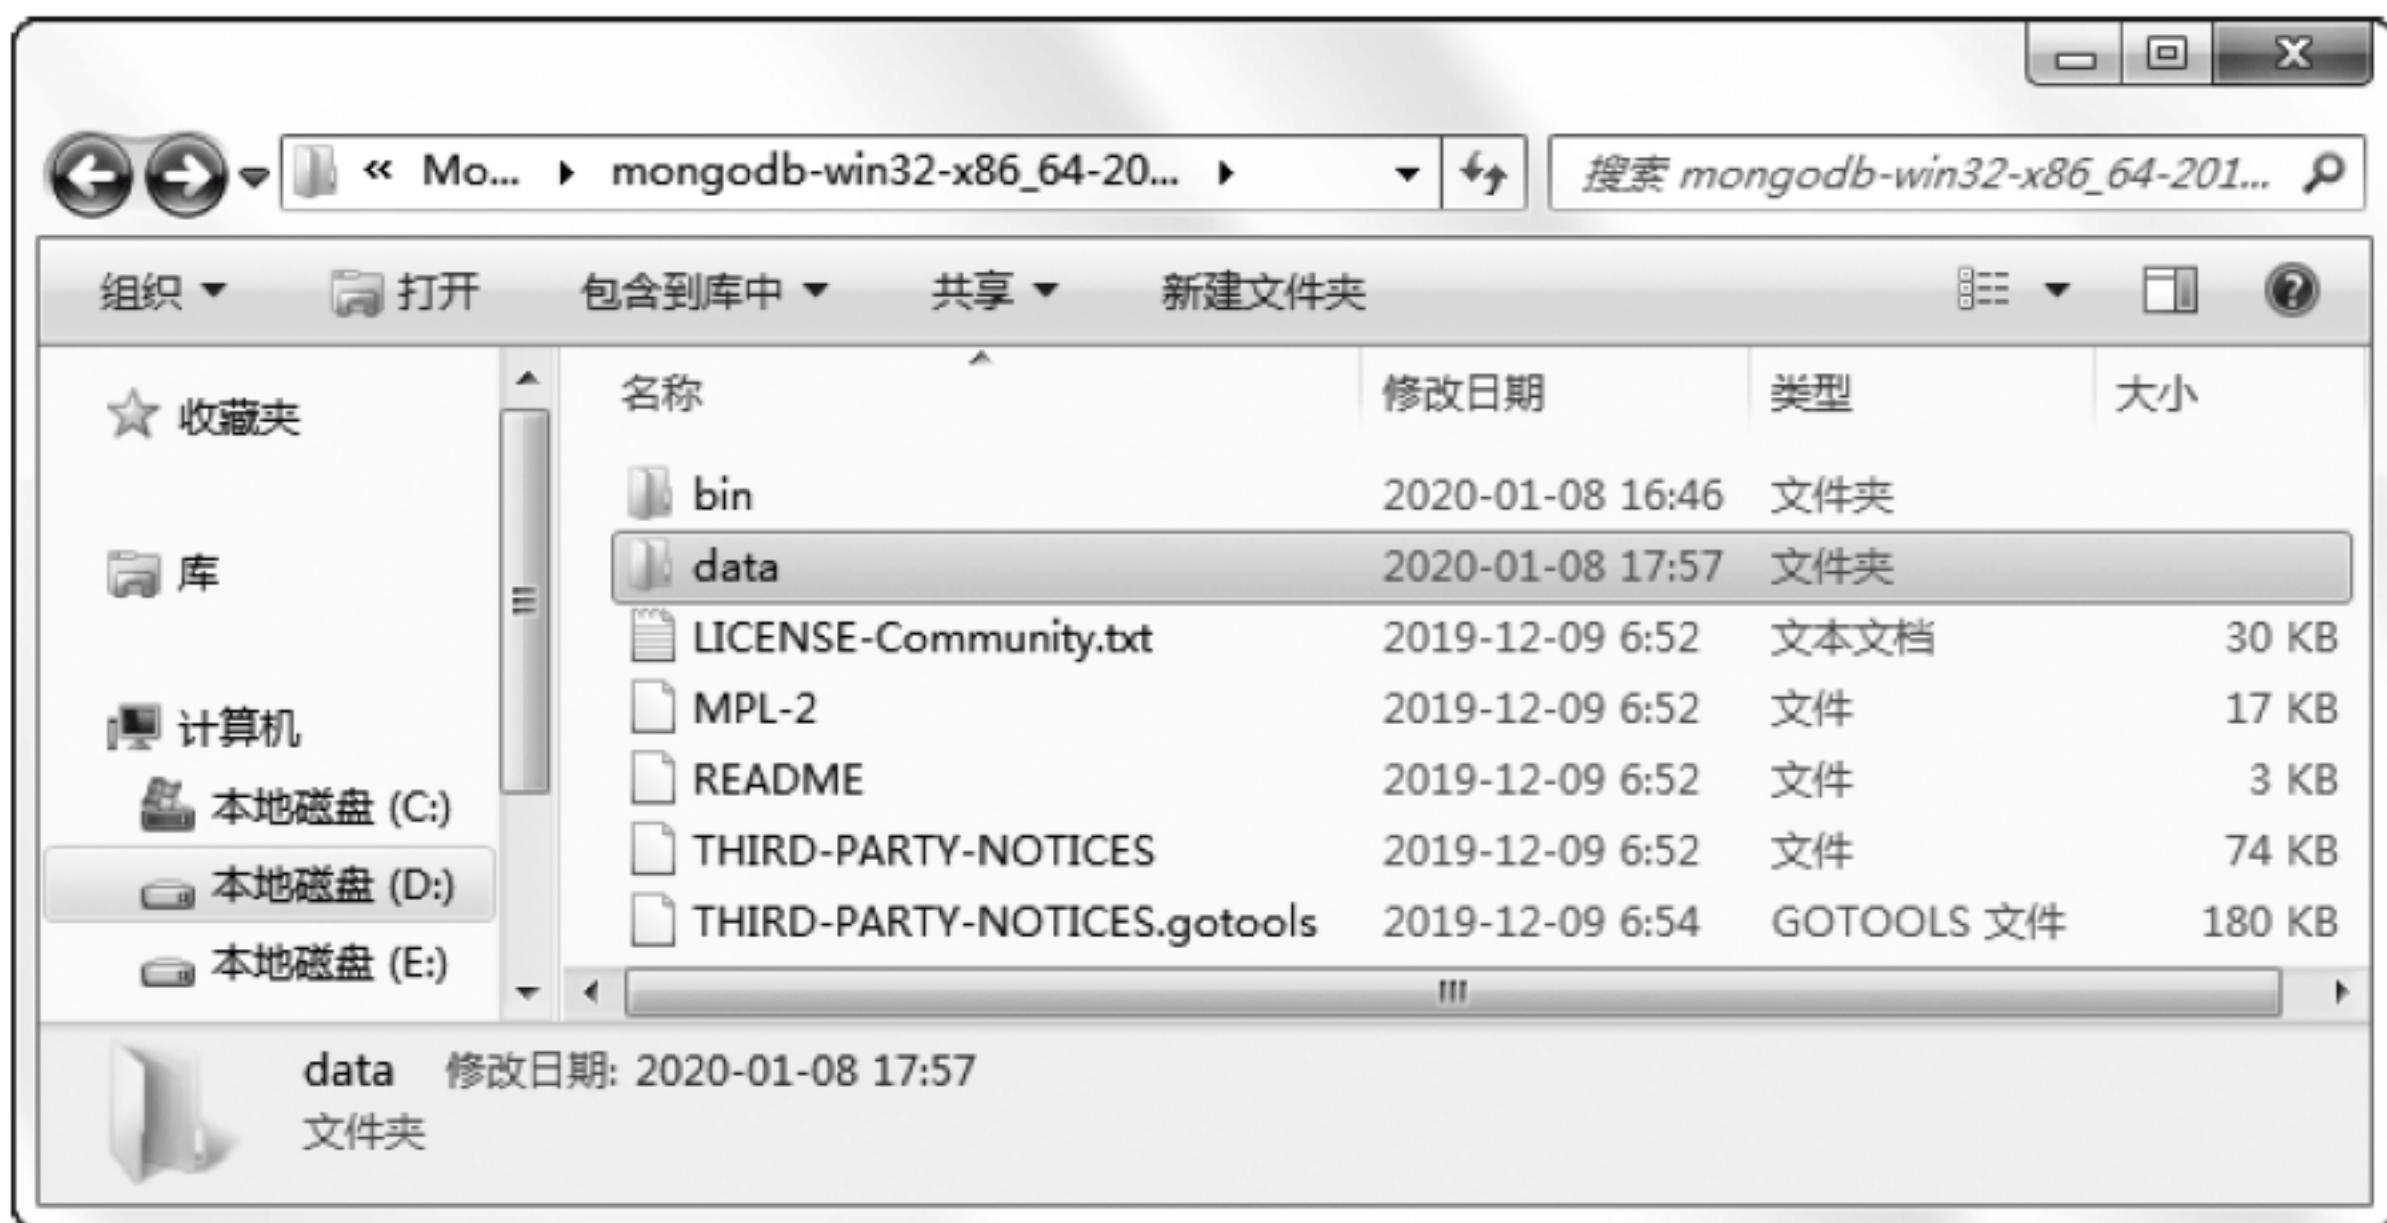 « Mo... mongodb-win32-x86_64-20... 搜索 mongodb-win32-x86_64-201...
组织 打开 包含到库中 共享 新建文件夹
名称 修改日期 类型 大小
收藏夹
库
计算机
本地磁盘 (C:)
本地磁盘 (D:)
本地磁盘 (E:)
bin 2020-01-08 16:46 文件夹
data 2020-01-08 17:57 文件夹
LICENSE-Community.txt 2019-12-09 6:52 文本文档 30 KB
MPL-2 2019-12-09 6:52 文件 17 KB
README 2019-12-09 6:52 文件 3 KB
THIRD-PARTY-NOTICES 2019-12-09 6:52 文件 74 KB
THIRD-PARTY-NOTICES.gotools 2019-12-09 6:54 GOTOOLS 文件 180 KB
data 修改日期: 2020-01-08 17:57
文件夹